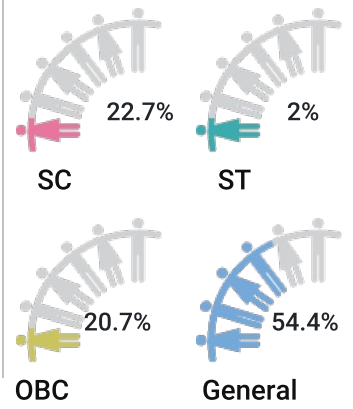 22.7%
2%
SC
ST
20.7%
54.4%
OBC
General